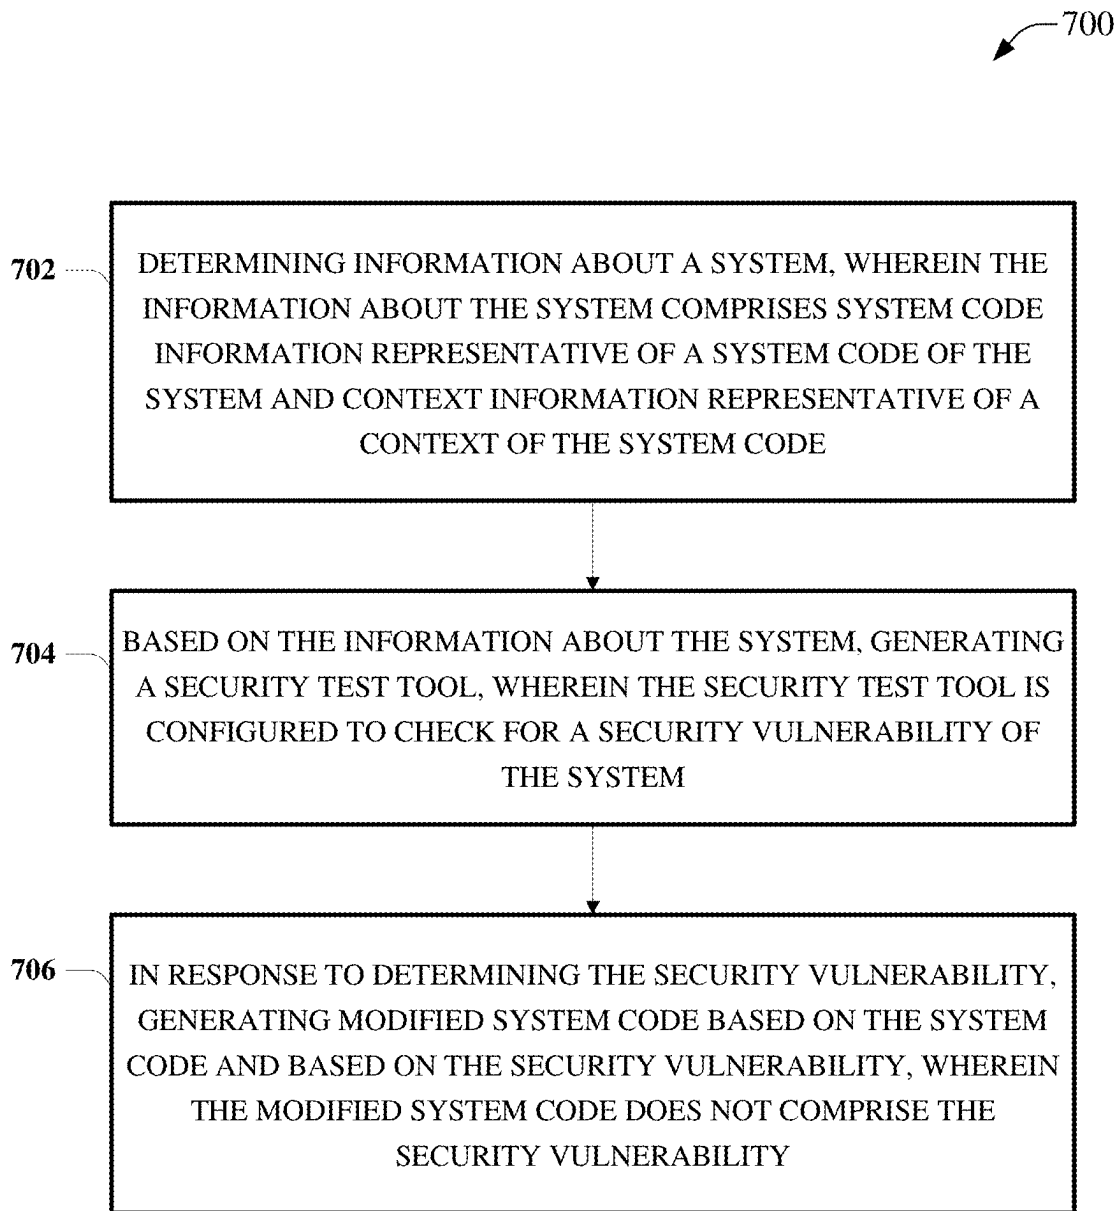 700
702
DETERMINING INFORMATION ABOUT A SYSTEM, WHEREIN THE
INFORMATION ABOUT THE SYSTEM COMPRISES SYSTEM CODE
INFORMATION REPRESENTATIVE OF A SYSTEM CODE OF THE
SYSTEM AND CONTEXT INFORMATION REPRESENTATIVE OF A
CONTEXT OF THE SYSTEM CODE
704
BASED ON THE INFORMATION ABOUT THE SYSTEM, GENERATING
A SECURITY TEST TOOL, WHEREIN THE SECURITY TEST TOOL IS
CONFIGURED TO CHECK FOR A SECURITY VULNERABILITY OF
THE SYSTEM
706
IN RESPONSE TO DETERMINING THE SECURITY VULNERABILITY,
GENERATING MODIFIED SYSTEM CODE BASED ON THE SYSTEM
CODE AND BASED ON THE SECURITY VULNERABILITY, WHEREIN
THE MODIFIED SYSTEM CODE DOES NOT COMPRISE THE
SECURITY VULNERABILITY